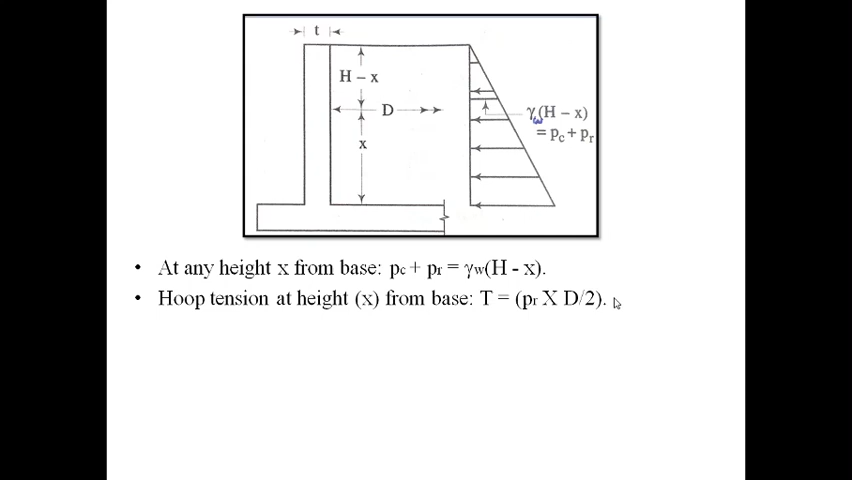 t
H – x
D
x
γw(H – x)
= pc + pr
• At any height x from base: pc + pr = γw(H - x).
• Hoop tension at height (x) from base: T = (pr X D/2).